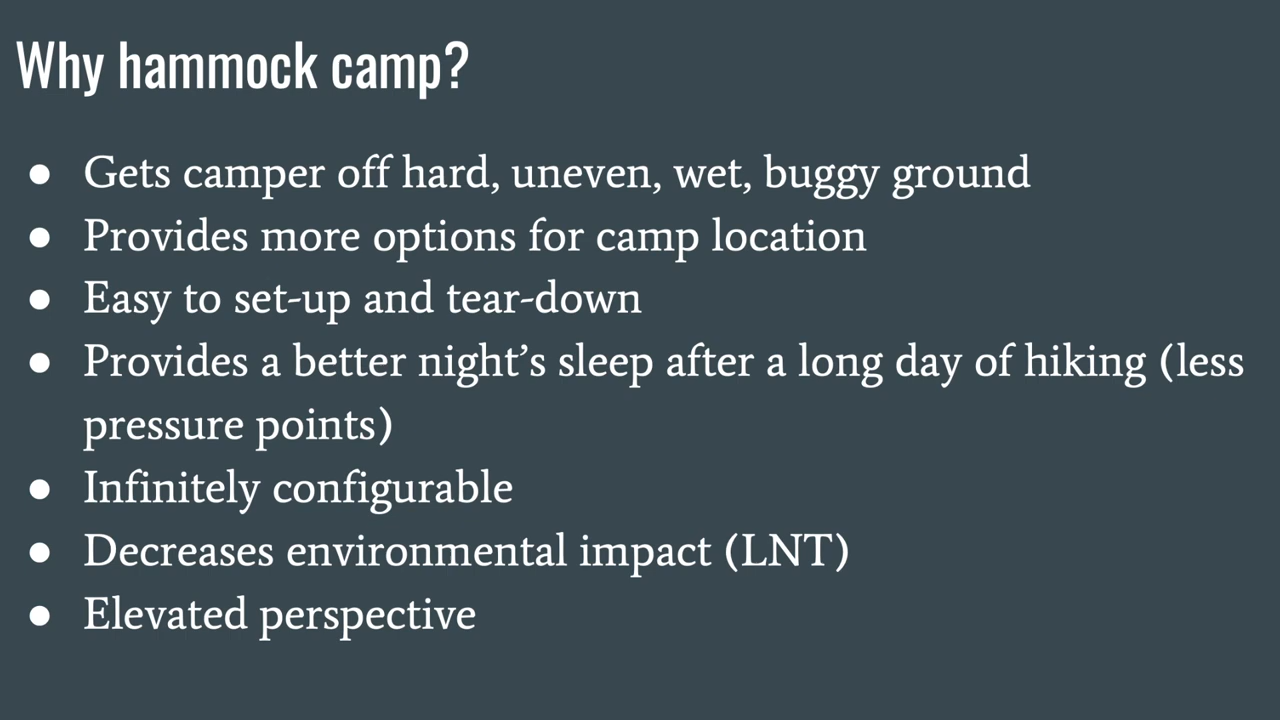 Why hammock camp?
● Gets camper off hard, uneven, wet, buggy ground
● Provides more options for camp location
● Easy to set-up and tear-down
● Provides a better night’s sleep after a long day of hiking (less
pressure points)
● Infinitely configurable
● Decreases environmental impact (LNT)
● Elevated perspective